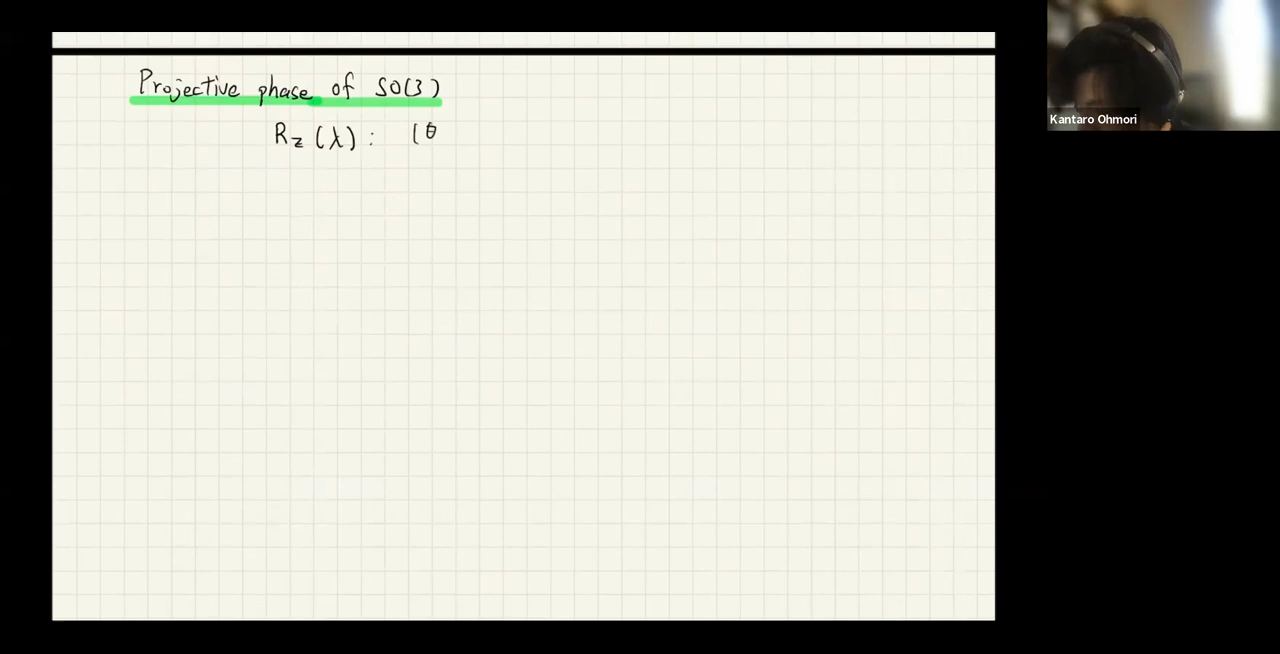 Projective phase of SO(3)
R_z (λ) : (θ
Kantaro Ohmori